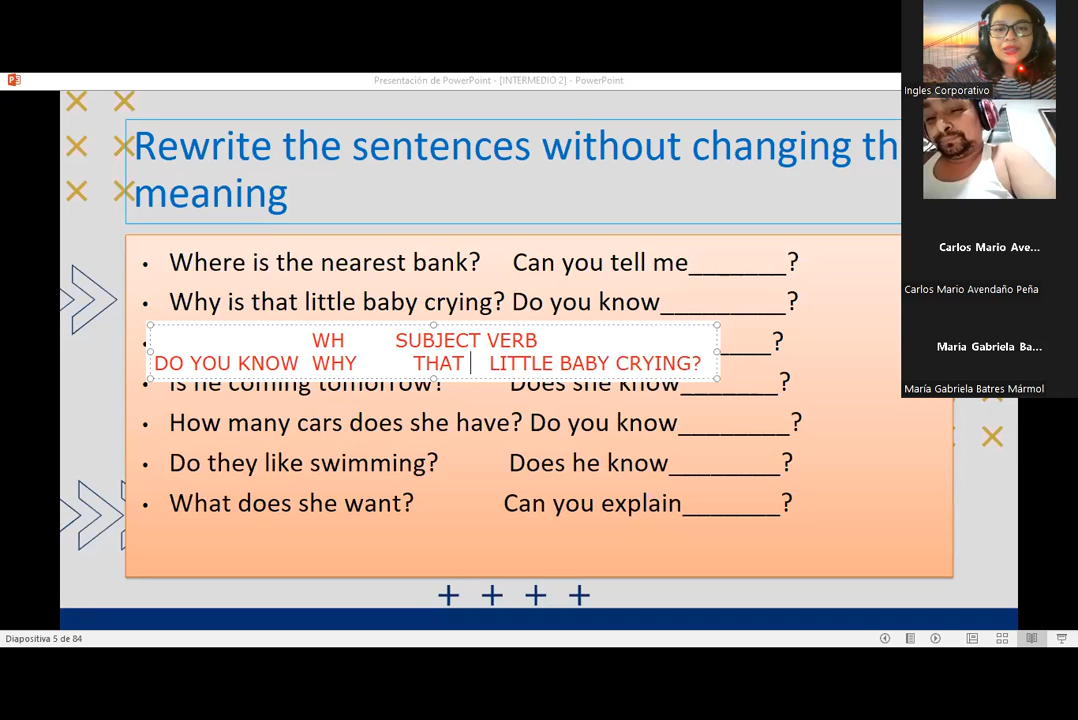 Presentación de PowerPoint - [INTERMEDIO 2] - PowerPoint
Ingles Corporativo
Rewrite the sentences without changing th
meaning
Carlos Mario Ave...
Carlos Mario Avendaño Peña
María Gabriela Ba...
María Gabriela Batres Mármol
• Where is the nearest bank? Can you tell me________?
• Why is that little baby crying? Do you know__________?
WH SUBJECT VERB
DO YOU KNOW WHY THAT LITTLE BABY CRYING?
____?
Is he coming tomorrow? Does she know________?
• How many cars does she have? Do you know_________?
• Do they like swimming? Does he know_________?
• What does she want? Can you explain________?
Diapositiva 5 de 84